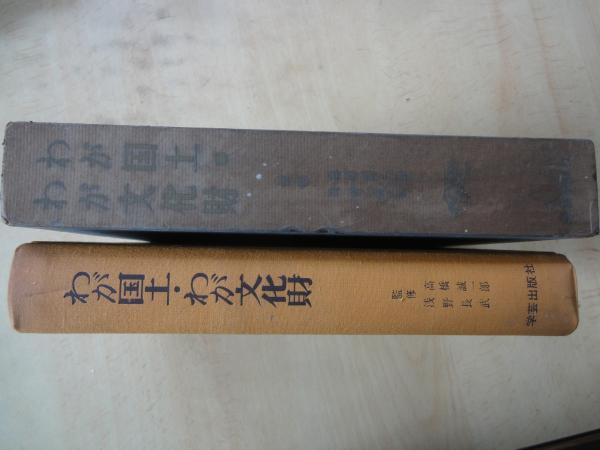 わが国土・
わが文化財
わが国土・わが文化財
監修
高橋誠一郎
浅野長武
学芸出版社